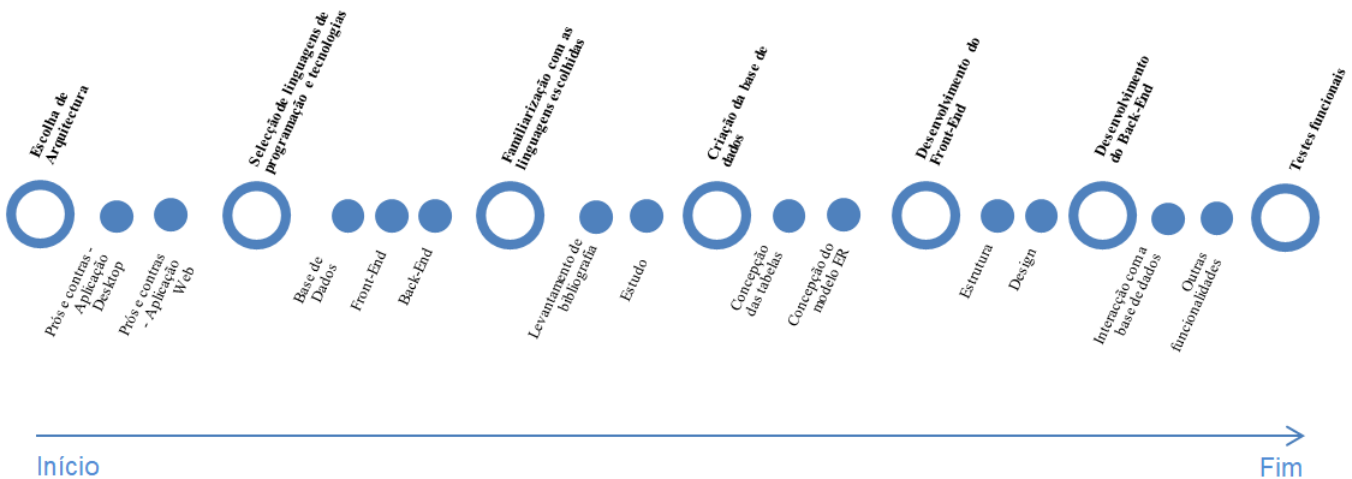 Escolha de
Arquitectura
Selecção de linguagens de
programação e tecnologias
Familiarização com as
linguagens escolhidas
Criação da base de
dados
Desenvolvimento do
Front-End
Desenvolvimento
do Back-End
Testes funcionais
Prós e contras -
Aplicação
Desktop
Prós e contras
- Aplicação
Web
Base de
Dados
Front-End
Back-End
Levantamento de
bibliografia
Estudo
Concepção
das tabelas
Concepção do
modelo ER
Estrutura
Design
Interacção com a
base de dados
Outras
funcionalidades
Início
Fim